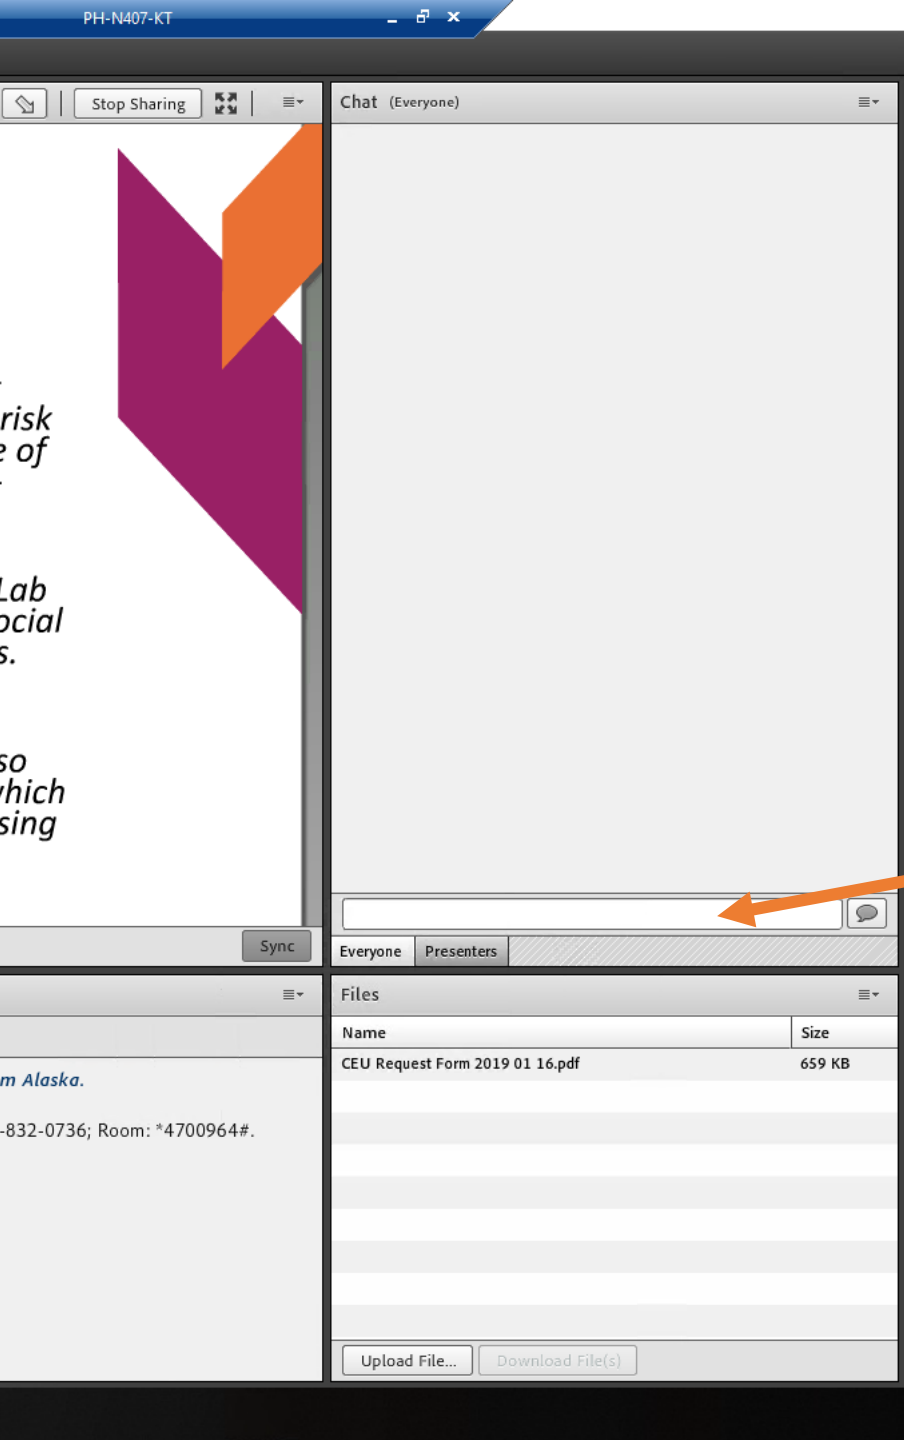 PH-N407-KT
Stop Sharing
risk
e of
Lab
ocial
s.
so
which
sing
Sync
m Alaska.
-832-0736; Room: *4700964#.
Chat (Everyone)
Everyone Presenters
Files
Name Size
CEU Request Form 2019 01 16.pdf 659 KB
Upload File... Download File(s)